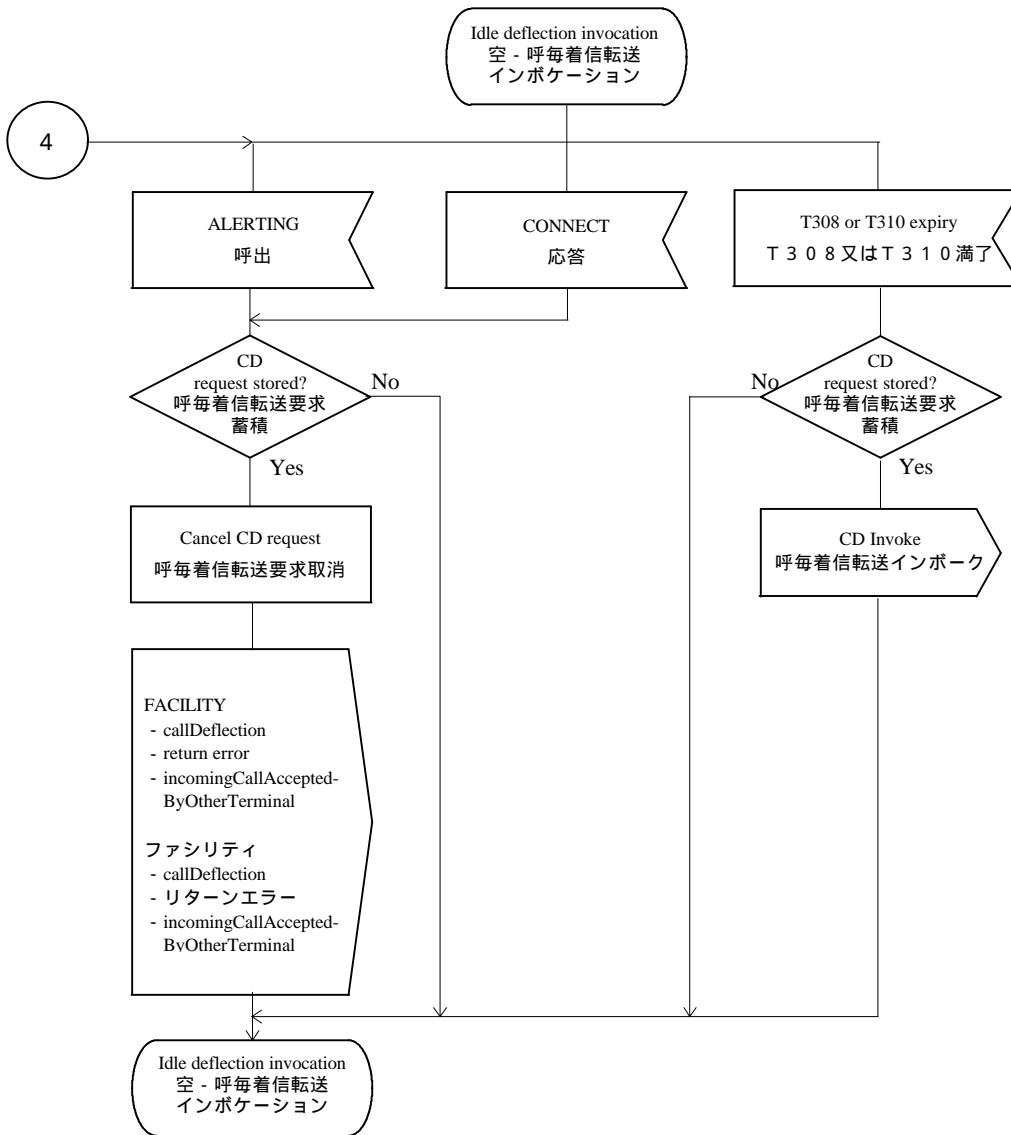 Idle deflection invocation
空 - 呼毎着信転送
インボケーション
4
ALERTING
呼出
CONNECT
応答
T308 or T310 expiry
T308又はT310満了
CD
request stored?
呼毎着信転送要求
蓄積
No
Yes
CD
request stored?
呼毎着信転送要求
蓄積
No
Yes
Cancel CD request
呼毎着信転送要求取消
CD Invoke
呼毎着信転送インボーク
FACILITY
- callDeflection
- return error
- incomingCallAccepted-
ByOtherTerminal
ファシリティ
- callDeflection
- リターンエラー
- incomingCallAccepted-
ByOtherTerminal
Idle deflection invocation
空 - 呼毎着信転送
インボケーション